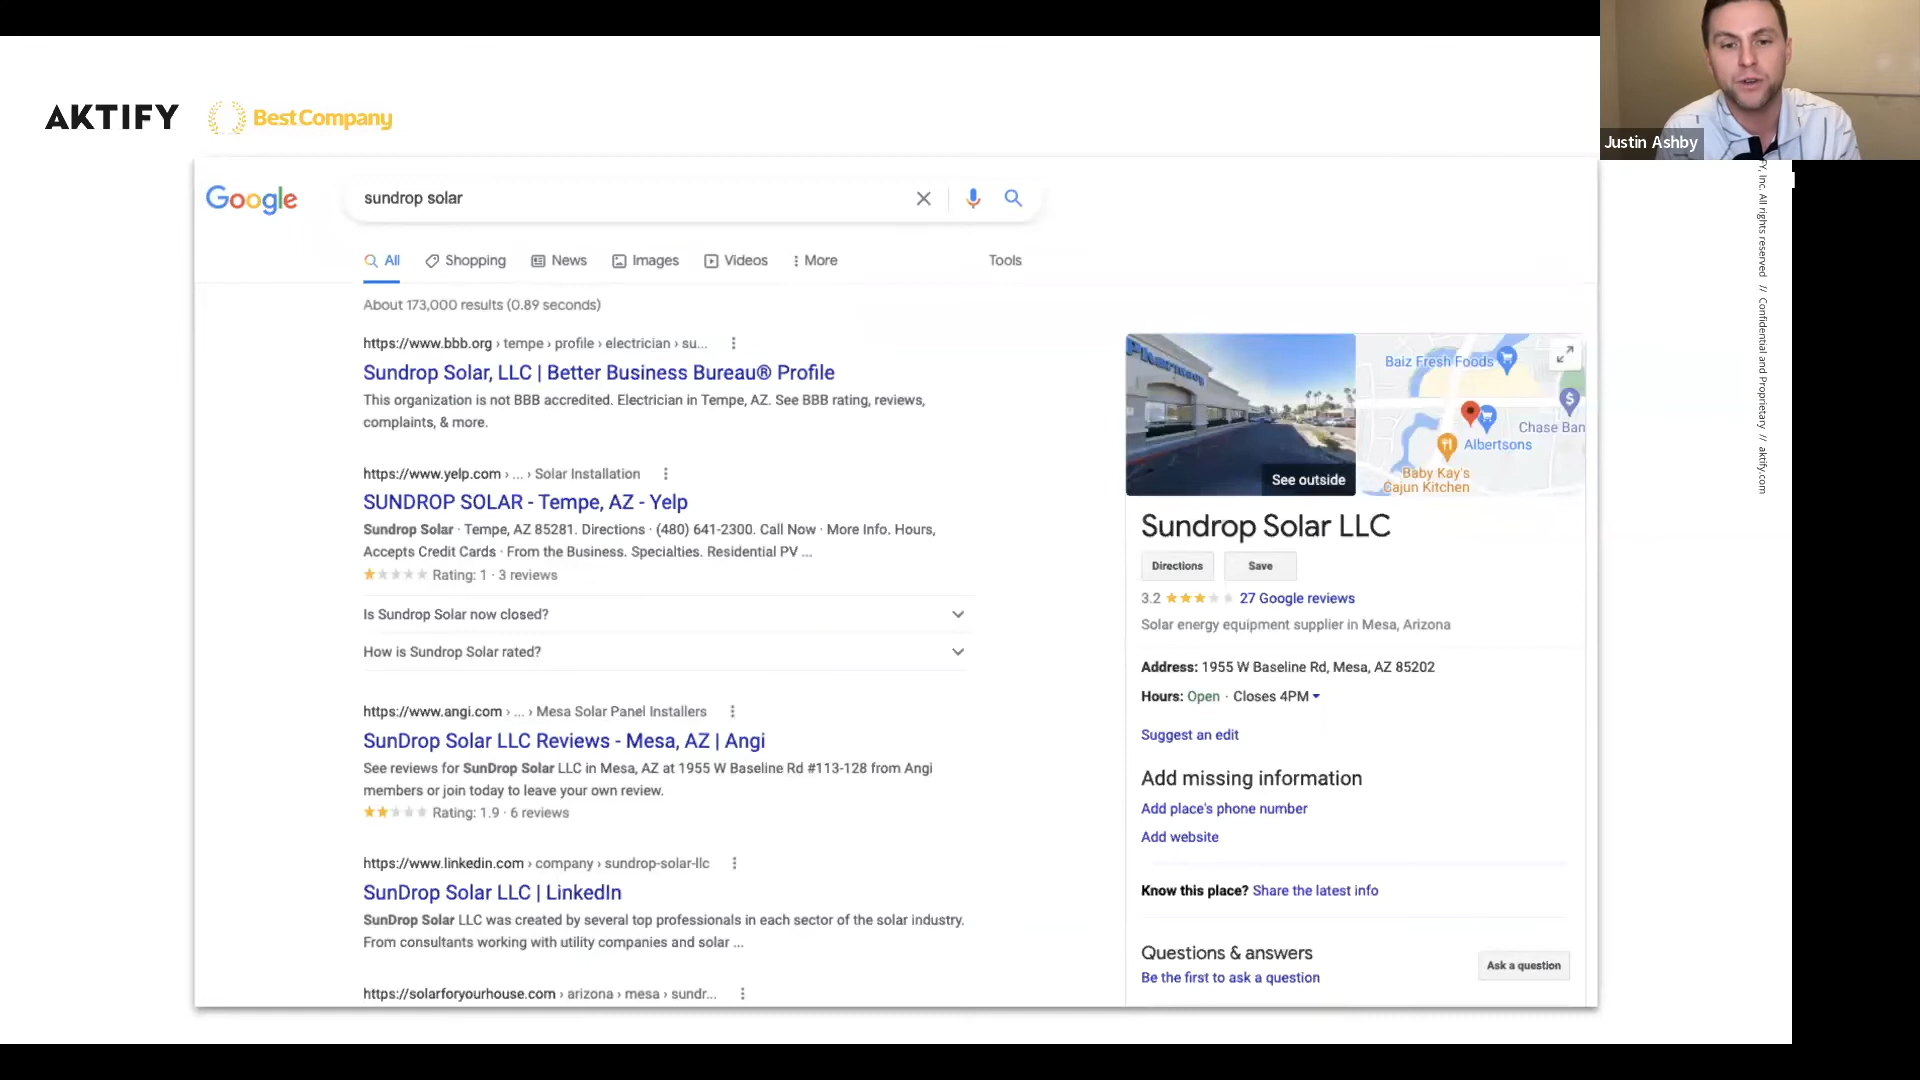 AKTIFY
BestCompany
Justin Ashby
Google
sundrop solar
All
Shopping
News
Images
Videos
More
Tools
About 173,000 results (0.89 seconds)
https://www.bbb.org › tempe › profile › electrician › su...
Sundrop Solar, LLC | Better Business Bureau® Profile
This organization is not BBB accredited. Electrician in Tempe, AZ. See BBB rating, reviews,
complaints, & more.
https://www.yelp.com › ... › Solar Installation
SUNDROP SOLAR - Tempe, AZ - Yelp
Sundrop Solar · Tempe, AZ 85281. Directions · (480) 641-2300. Call Now · More Info. Hours,
Accepts Credit Cards · From the Business. Specialties. Residential PV ...
Rating: 1 · 3 reviews
Is Sundrop Solar now closed?
How is Sundrop Solar rated?
https://www.angi.com › ... › Mesa Solar Panel Installers
SunDrop Solar LLC Reviews - Mesa, AZ | Angi
See reviews for SunDrop Solar LLC in Mesa, AZ at 1955 W Baseline Rd #113-128 from Angi
members or join today to leave your own review.
Rating: 1.9 · 6 reviews
https://www.linkedin.com › company › sundrop-solar-llc
SunDrop Solar LLC | LinkedIn
SunDrop Solar LLC was created by several top professionals in each sector of the solar industry.
From consultants working with utility companies and solar ...
https://solarforyourhouse.com › arizona › mesa › sundr...
Pharmacy
See outside
Baiz Fresh Foods
Chase Ban
Albertsons
Baby Kay's
Cajun Kitchen
Sundrop Solar LLC
Directions
Save
3.2
27 Google reviews
Solar energy equipment supplier in Mesa, Arizona
Address: 1955 W Baseline Rd, Mesa, AZ 85202
Hours: Open · Closes 4PM
Suggest an edit
Add missing information
Add place's phone number
Add website
Know this place? Share the latest info
Questions & answers
Be the first to ask a question
Ask a question
FY, Inc. All rights reserved // Confidential and Proprietary // aktify.com